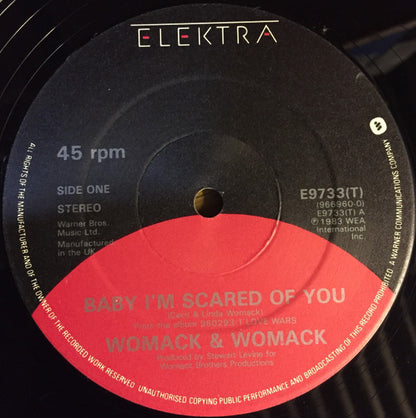 ELEKTRA
45 rpm
SIDE ONE
STEREO
Warner Bros.
Music Ltd.
Manufactured
in the UK
E9733(T)
(966960-0)
E9733(T) A
℗ 1983 WEA
International
Inc.
BABY I'M SCARED OF YOU
(Cecil & Linda Womack)
From the album 960293-1 LOVE WARS
WOMACK & WOMACK
Produced by Stewart Levine for
Womack Brothers Productions
ALL RIGHTS OF THE MANUFACTURER AND OF THE OWNER OF THE RECORDED WORK RESERVED UNAUTHORISED COPYING PUBLIC PERFORMANCE AND BROADCASTING OF THIS RECORD PROHIBITED. A WARNER COMMUNICATIONS COMPANY